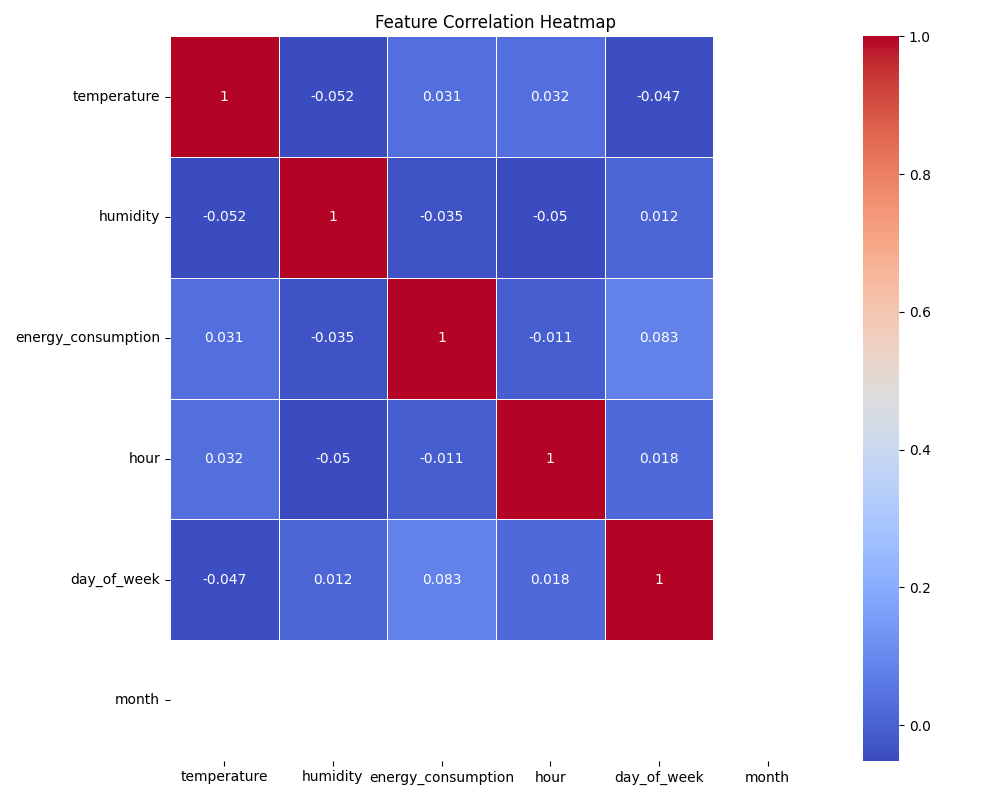 Feature Correlation Heatmap
temperature 1 -0.052 0.031 0.032 -0.047
humidity -0.052 1 -0.035 -0.05 0.012
energy_consumption 0.031 -0.035 1 -0.011 0.083
hour 0.032 -0.05 -0.011 1 0.018
day_of_week -0.047 0.012 0.083 0.018 1
month
temperature humidity energy_consumption hour day_of_week month
1.0
0.8
0.6
0.4
0.2
0.0